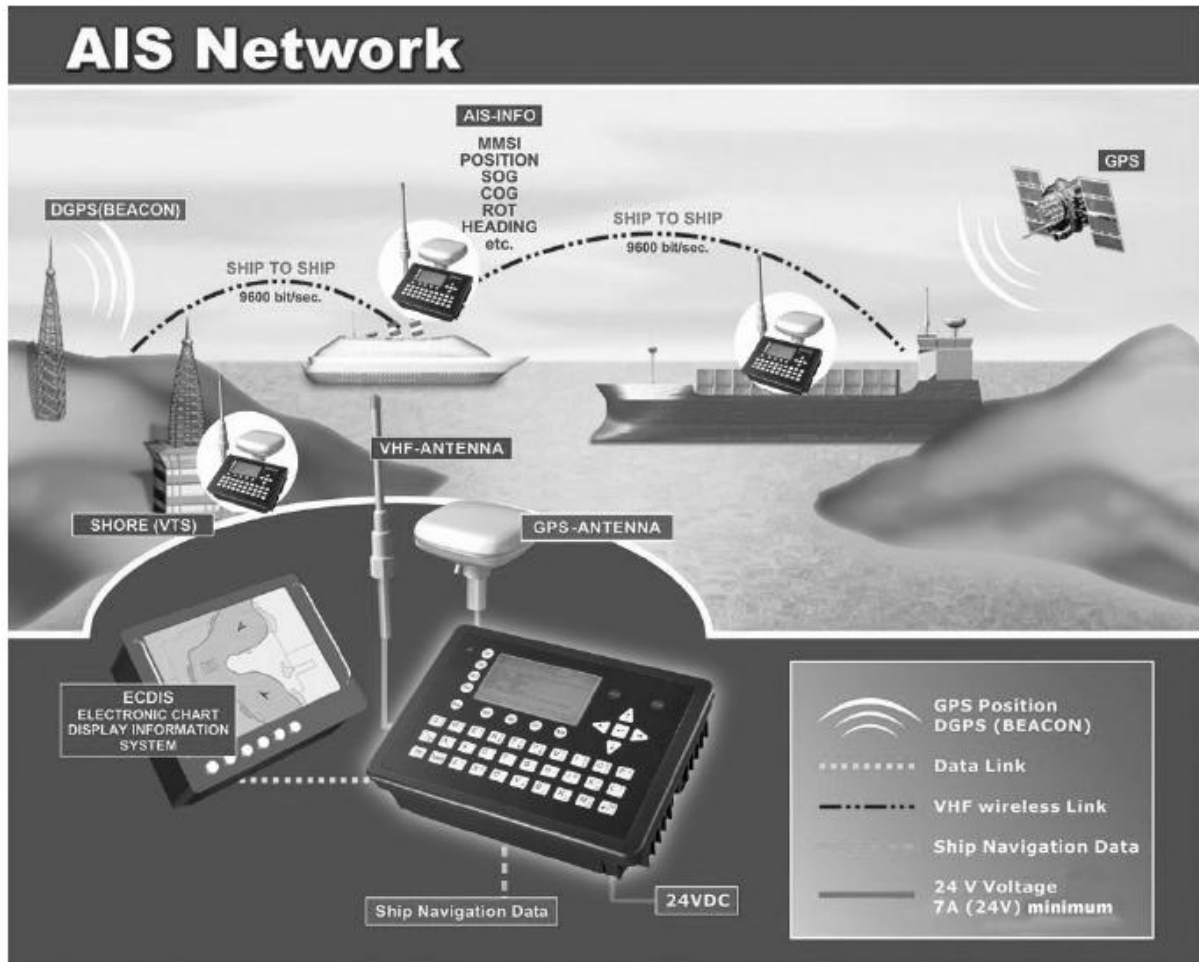 AIS Network
AIS-INFO
MMSI
POSITION
SOG
COG
ROT
HEADING
etc.
GPS
DGPS(BEACON)
SHIP TO SHIP
9600 bit/sec.
SHIP TO SHIP
9600 bit/sec.
VHF-ANTENNA
SHORE (VTS)
GPS-ANTENNA
ECDIS
ELECTRONIC CHART
DISPLAY INFORMATION
SYSTEM
Ship Navigation Data
24VDC
GPS Position
DGPS (BEACON)
Data Link
VHF wireless Link
Ship Navigation Data
24 V Voltage
7A (24V) minimum